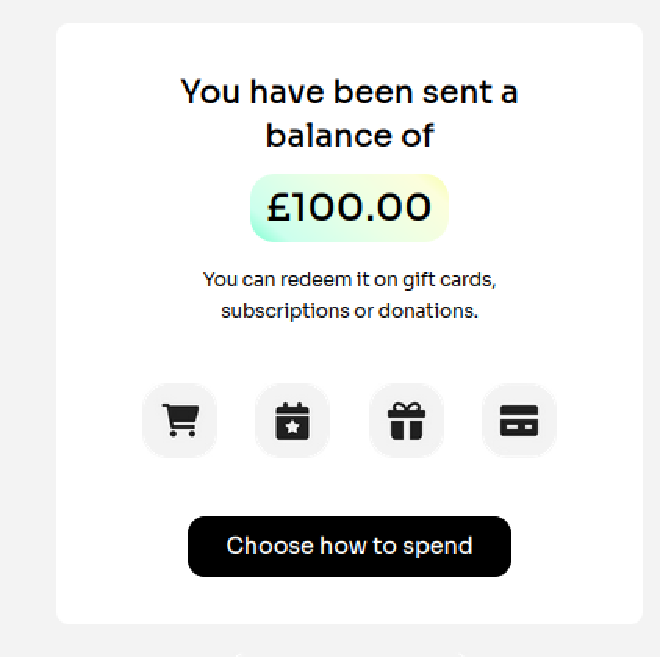 You have been sent a
balance of
£100.00
You can redeem it on gift cards,
subscriptions or donations.
Choose how to spend